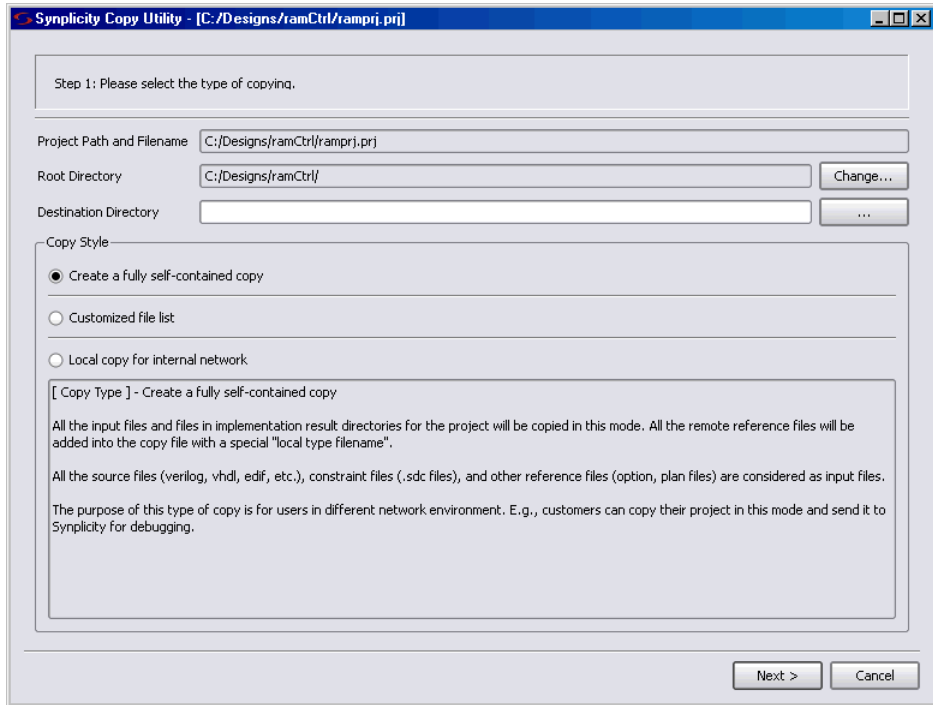 Synplicity Copy Utility - [C:/Designs/ramCtrl/ramprj.prj]
Step 1: Please select the type of copying.
Project Path and Filename C:/Designs/ramCtrl/ramprj.prj
Root Directory C:/Designs/ramCtrl/ Change...
Destination Directory ...
Copy Style
Create a fully self-contained copy
Customized file list
Local copy for internal network
[ Copy Type ] - Create a fully self-contained copy
All the input files and files in implementation result directories for the project will be copied in this mode. All the remote reference files will be
added into the copy file with a special "local type filename".
All the source files (verilog, vhdl, edif, etc.), constraint files (.sdc files), and other reference files (option, plan files) are considered as input files.
The purpose of this type of copy is for users in different network environment. E.g., customers can copy their project in this mode and send it to
Synplicity for debugging.
Next > Cancel